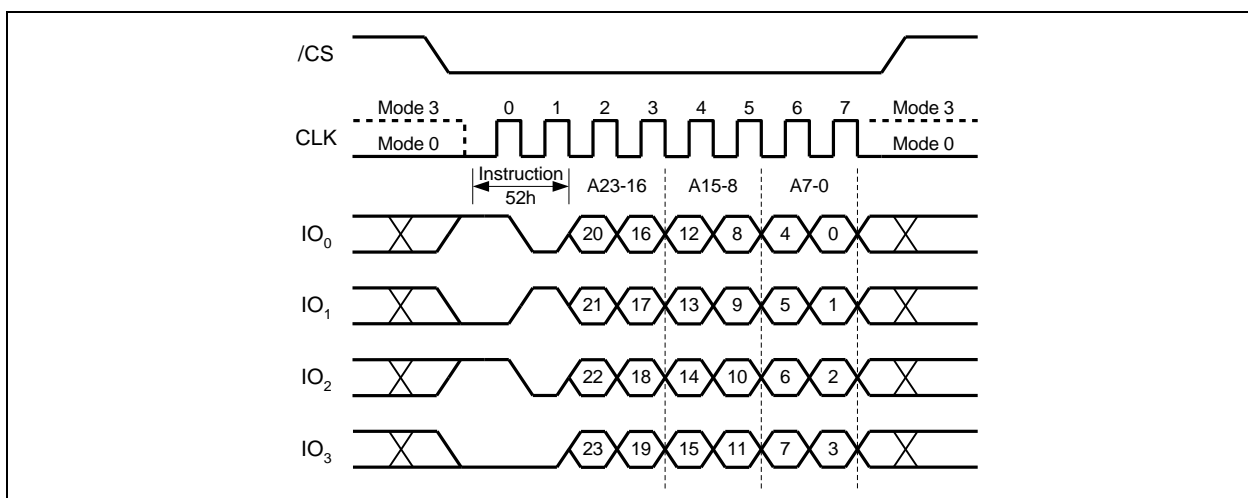 /CS
Mode 3 0 1 2 3 4 5 6 7 Mode 3
CLK
Mode 0 Mode 0
Instruction
52h
A23-16 A15-8 A7-0
IO0 20 16 12 8 4 0
IO1 21 17 13 9 5 1
IO2 22 18 14 10 6 2
IO3 23 19 15 11 7 3